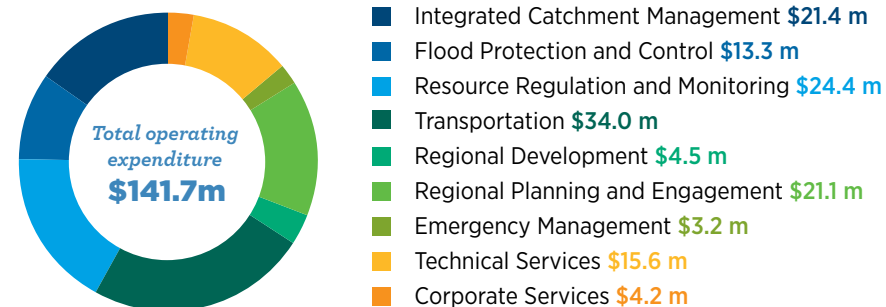 Total operating
expenditure
$141.7m
Integrated Catchment Management $21.4 m
Flood Protection and Control $13.3 m
Resource Regulation and Monitoring $24.4 m
Transportation $34.0 m
Regional Development $4.5 m
Regional Planning and Engagement $21.1 m
Emergency Management $3.2 m
Technical Services $15.6 m
Corporate Services $4.2 m